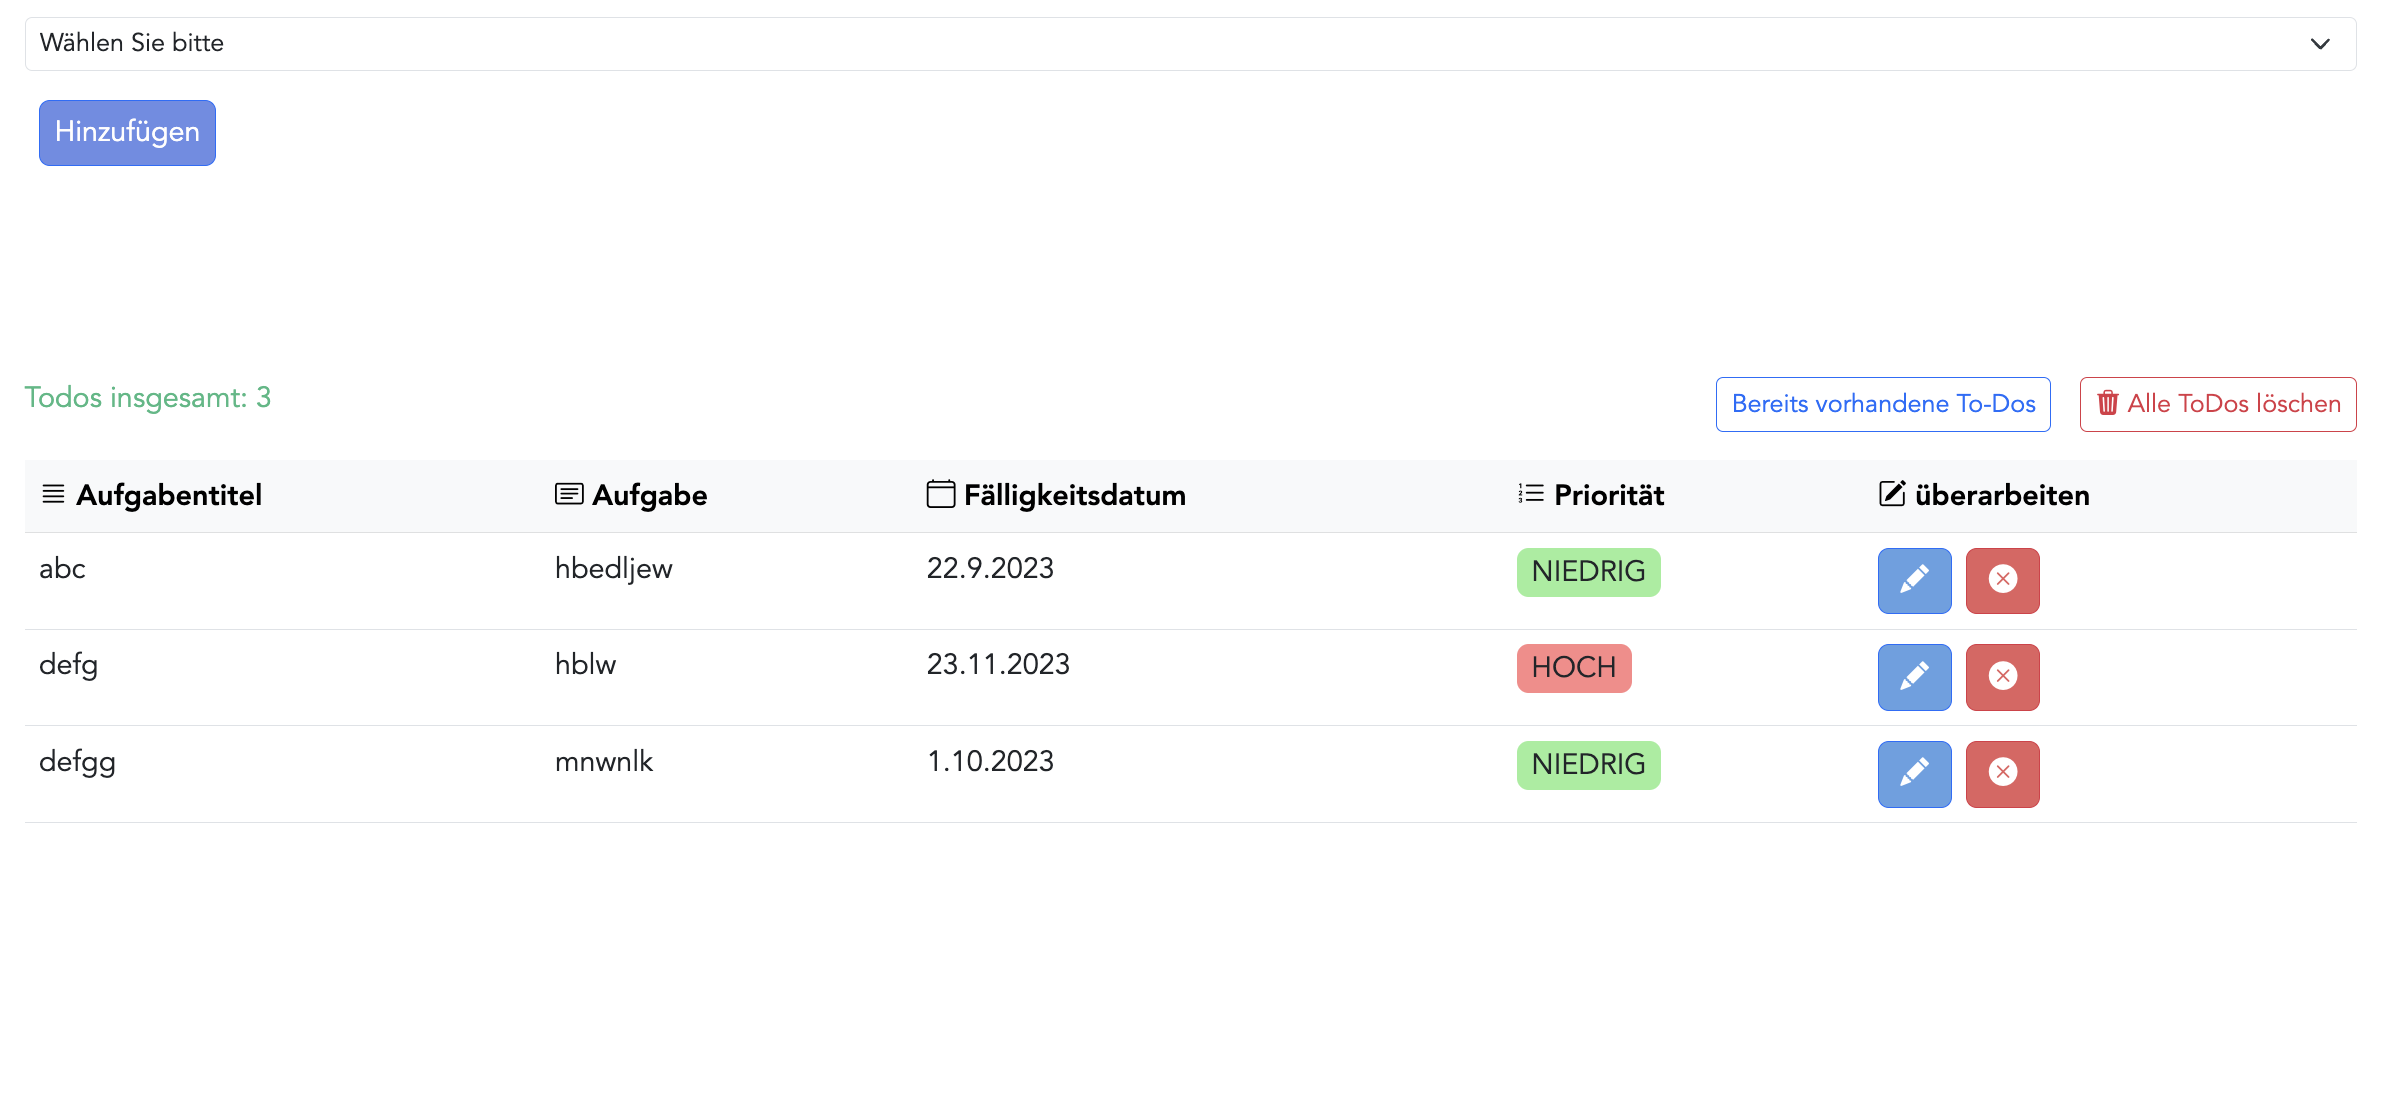 Wählen Sie bitte
Hinzufügen
Todos insgesamt: 3
Bereits vorhandene To-Dos
Alle ToDos löschen
Aufgabentitel Aufgabe Fälligkeitsdatum Priorität überarbeiten
abc hbedljew 22.9.2023 NIEDRIG
defg hblw 23.11.2023 HOCH
defgg mnwnlk 1.10.2023 NIEDRIG